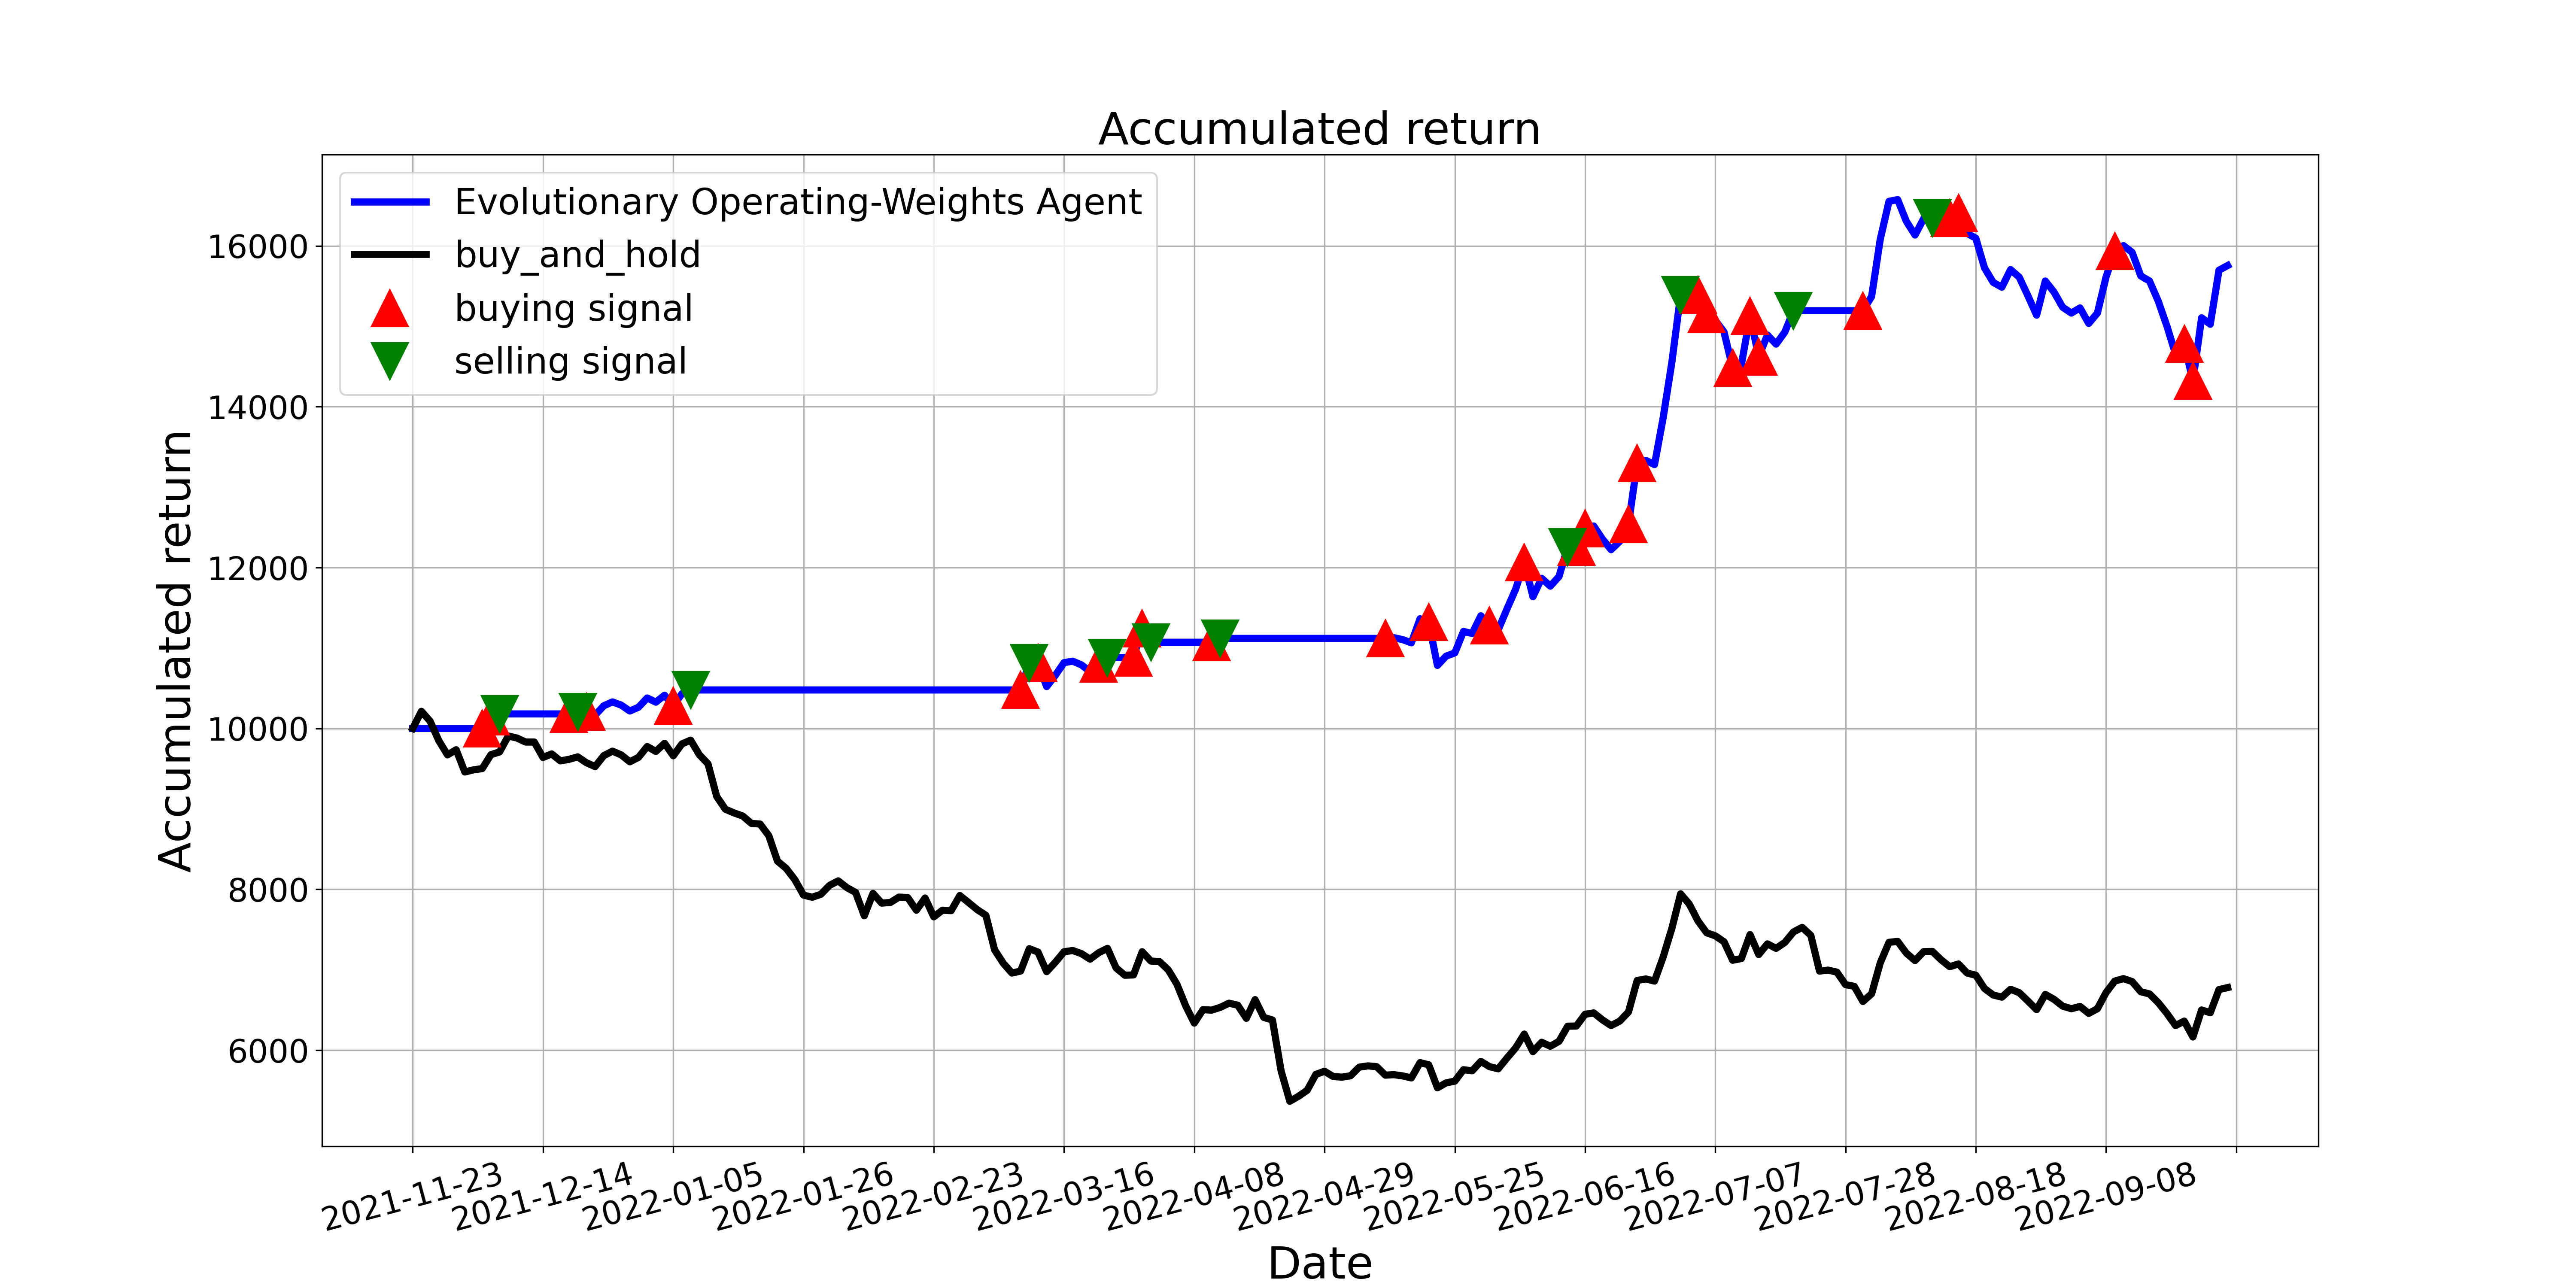 Accumulated return
Evolutionary Operating-Weights Agent
buy_and_hold
buying signal
selling signal
Accumulated return
16000
14000
12000
10000
8000
6000
2021-11-23
2021-12-14
2022-01-05
2022-01-26
2022-02-23
2022-03-16
2022-04-08
2022-04-29
2022-05-25
2022-06-16
2022-07-07
2022-07-28
2022-08-18
2022-09-08
Date